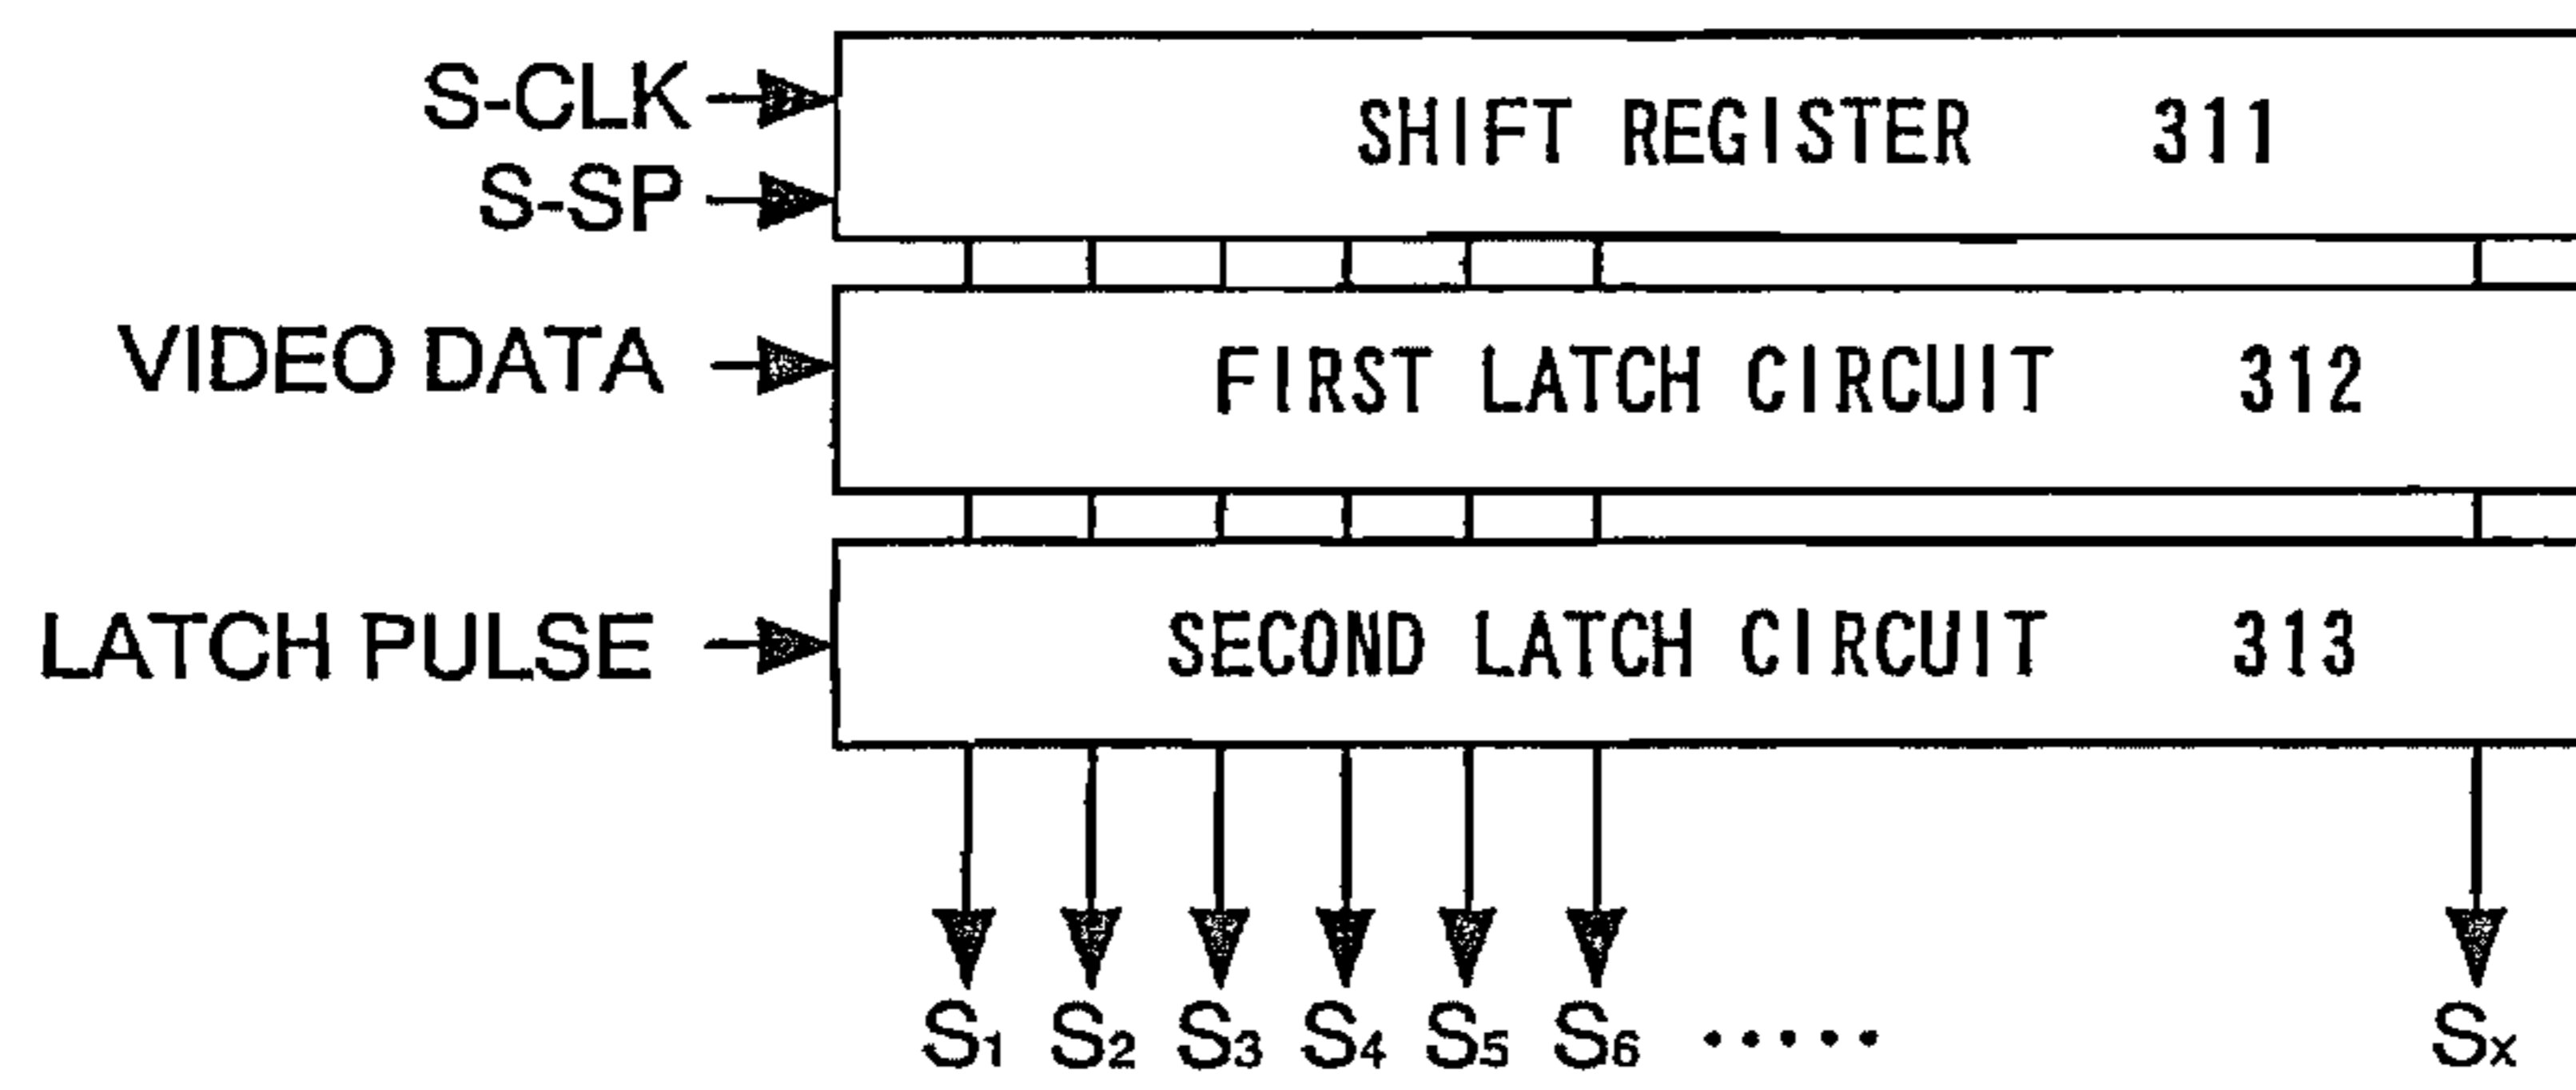 S-CLK
SHIFT REGISTER 311
S-SP
VIDEO DATA
FIRST LATCH CIRCUIT 312
LATCH PULSE
SECOND LATCH CIRCUIT 313
S1 S2 S3 S4 S5 S6 ····· Sx